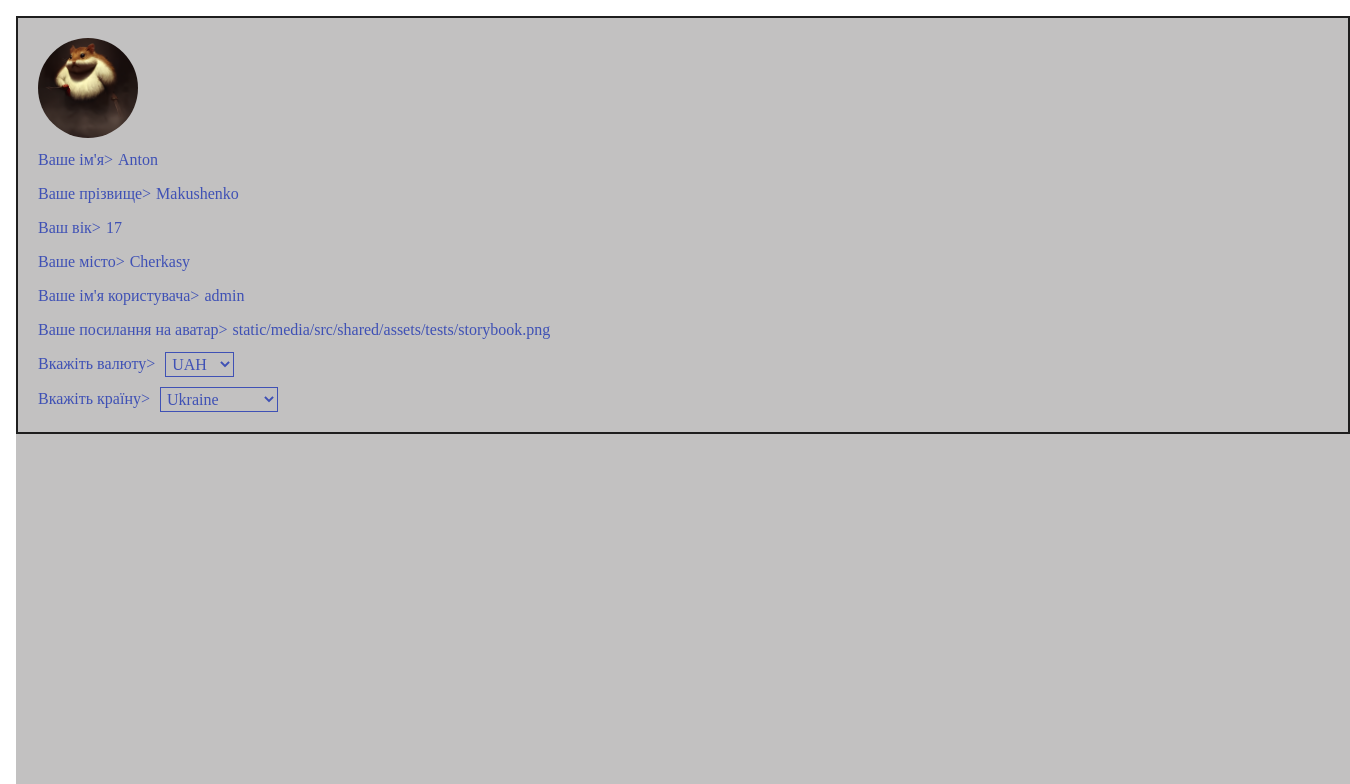 Ваше ім'я> Anton
Ваше прізвище> Makushenko
Ваш вік> 17
Ваше місто> Cherkasy
Ваше ім'я користувача> admin
Ваше посилання на аватар> static/media/src/shared/assets/tests/storybook.png
Вкажіть валюту> UAH
Вкажіть країну> Ukraine